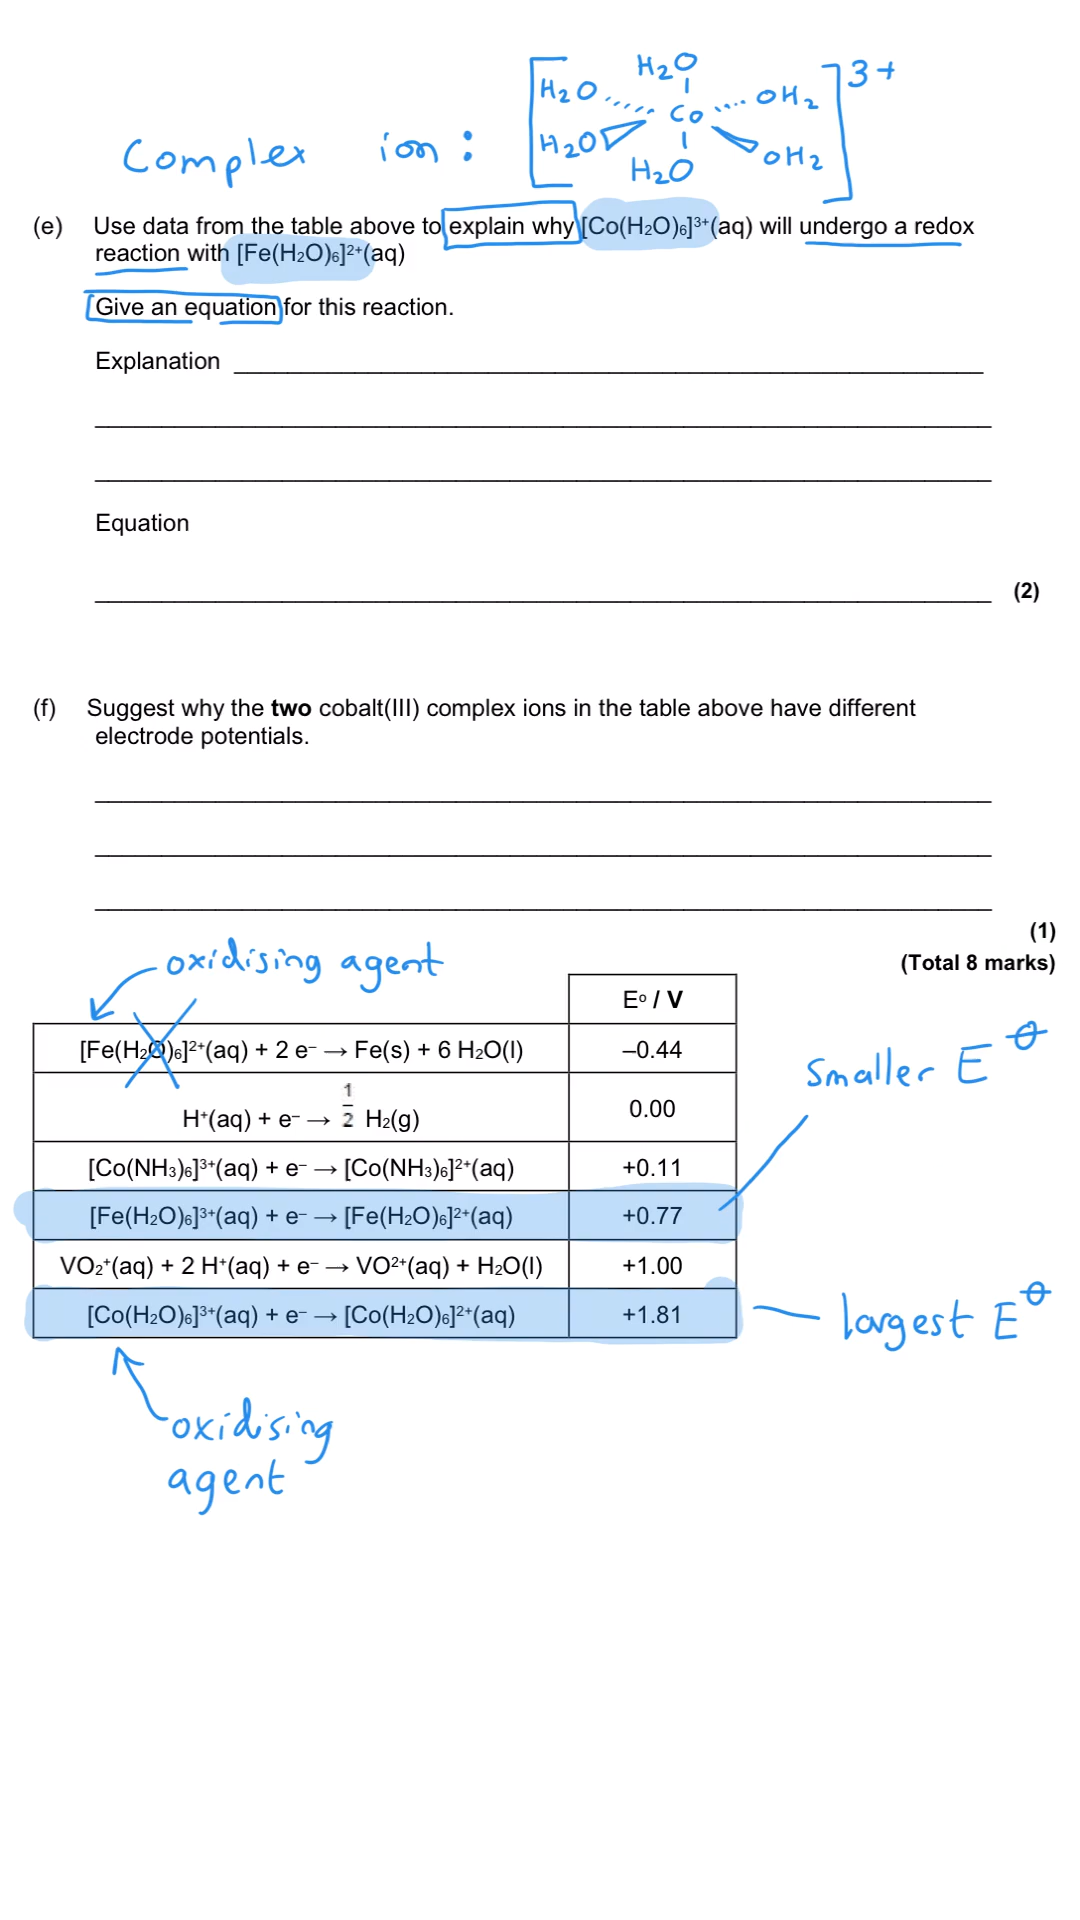 Complex ion : [ H₂O H₂O OH₂ Co H₂O H₂O OH₂ ] 3+
(e) Use data from the table above to explain why [Co(H₂O)₆]³⁺(aq) will undergo a redox
reaction with [Fe(H₂O)₆]²⁺(aq)
Give an equation for this reaction.
Explanation
Equation
(2)
(f) Suggest why the two cobalt(III) complex ions in the table above have different
electrode potentials.
(1)
(Total 8 marks)
oxidising agent
Eº / V
[Fe(H₂O)₆]²⁺(aq) + 2 e⁻ → Fe(s) + 6 H₂O(l) –0.44
smaller E⦵
H⁺(aq) + e⁻ → 1/2 H₂(g) 0.00
[Co(NH₃)₆]³⁺(aq) + e⁻ → [Co(NH₃)₆]²⁺(aq) +0.11
[Fe(H₂O)₆]³⁺(aq) + e⁻ → [Fe(H₂O)₆]²⁺(aq) +0.77
VO₂⁺(aq) + 2 H⁺(aq) + e⁻ → VO²⁺(aq) + H₂O(l) +1.00
[Co(H₂O)₆]³⁺(aq) + e⁻ → [Co(H₂O)₆]²⁺(aq) +1.81
largest E⦵
oxidising
agent